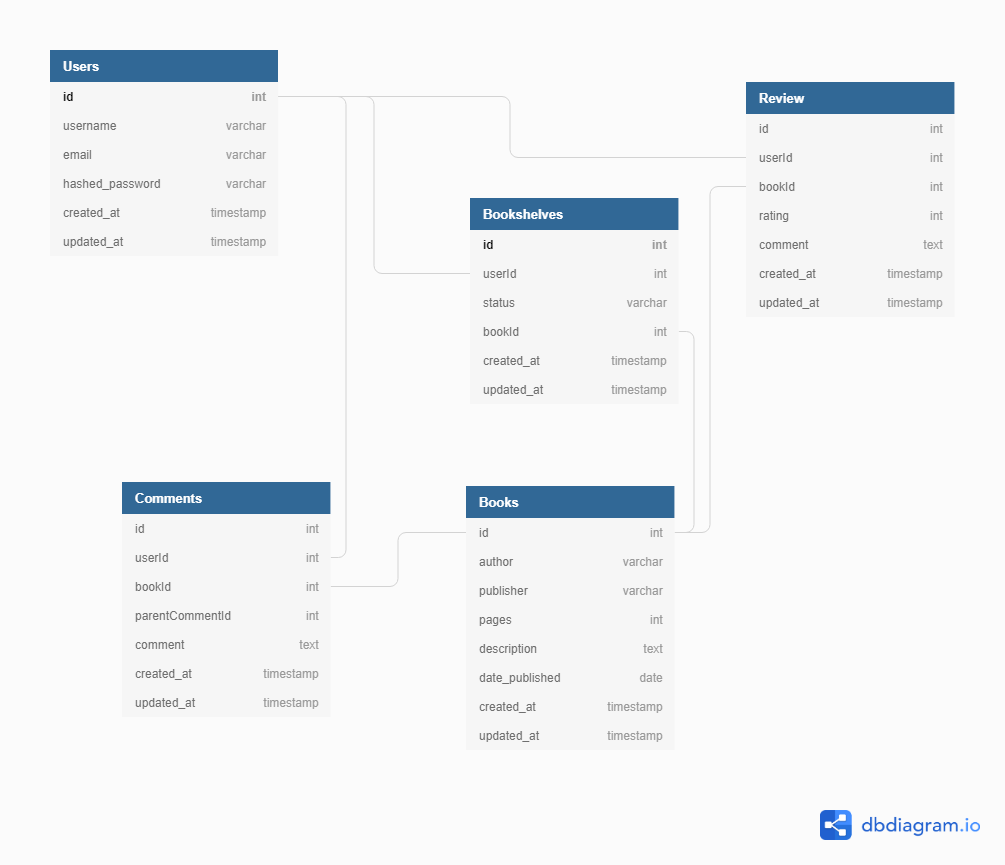 Users
id int
username varchar
email varchar
hashed_password varchar
created_at timestamp
updated_at timestamp
Review
id int
userId int
bookId int
rating int
comment text
created_at timestamp
updated_at timestamp
Bookshelves
id int
userId int
status varchar
bookId int
created_at timestamp
updated_at timestamp
Comments
id int
userId int
bookId int
parentCommentId int
comment text
created_at timestamp
updated_at timestamp
Books
id int
author varchar
publisher varchar
pages int
description text
date_published date
created_at timestamp
updated_at timestamp
dbdiagram.io